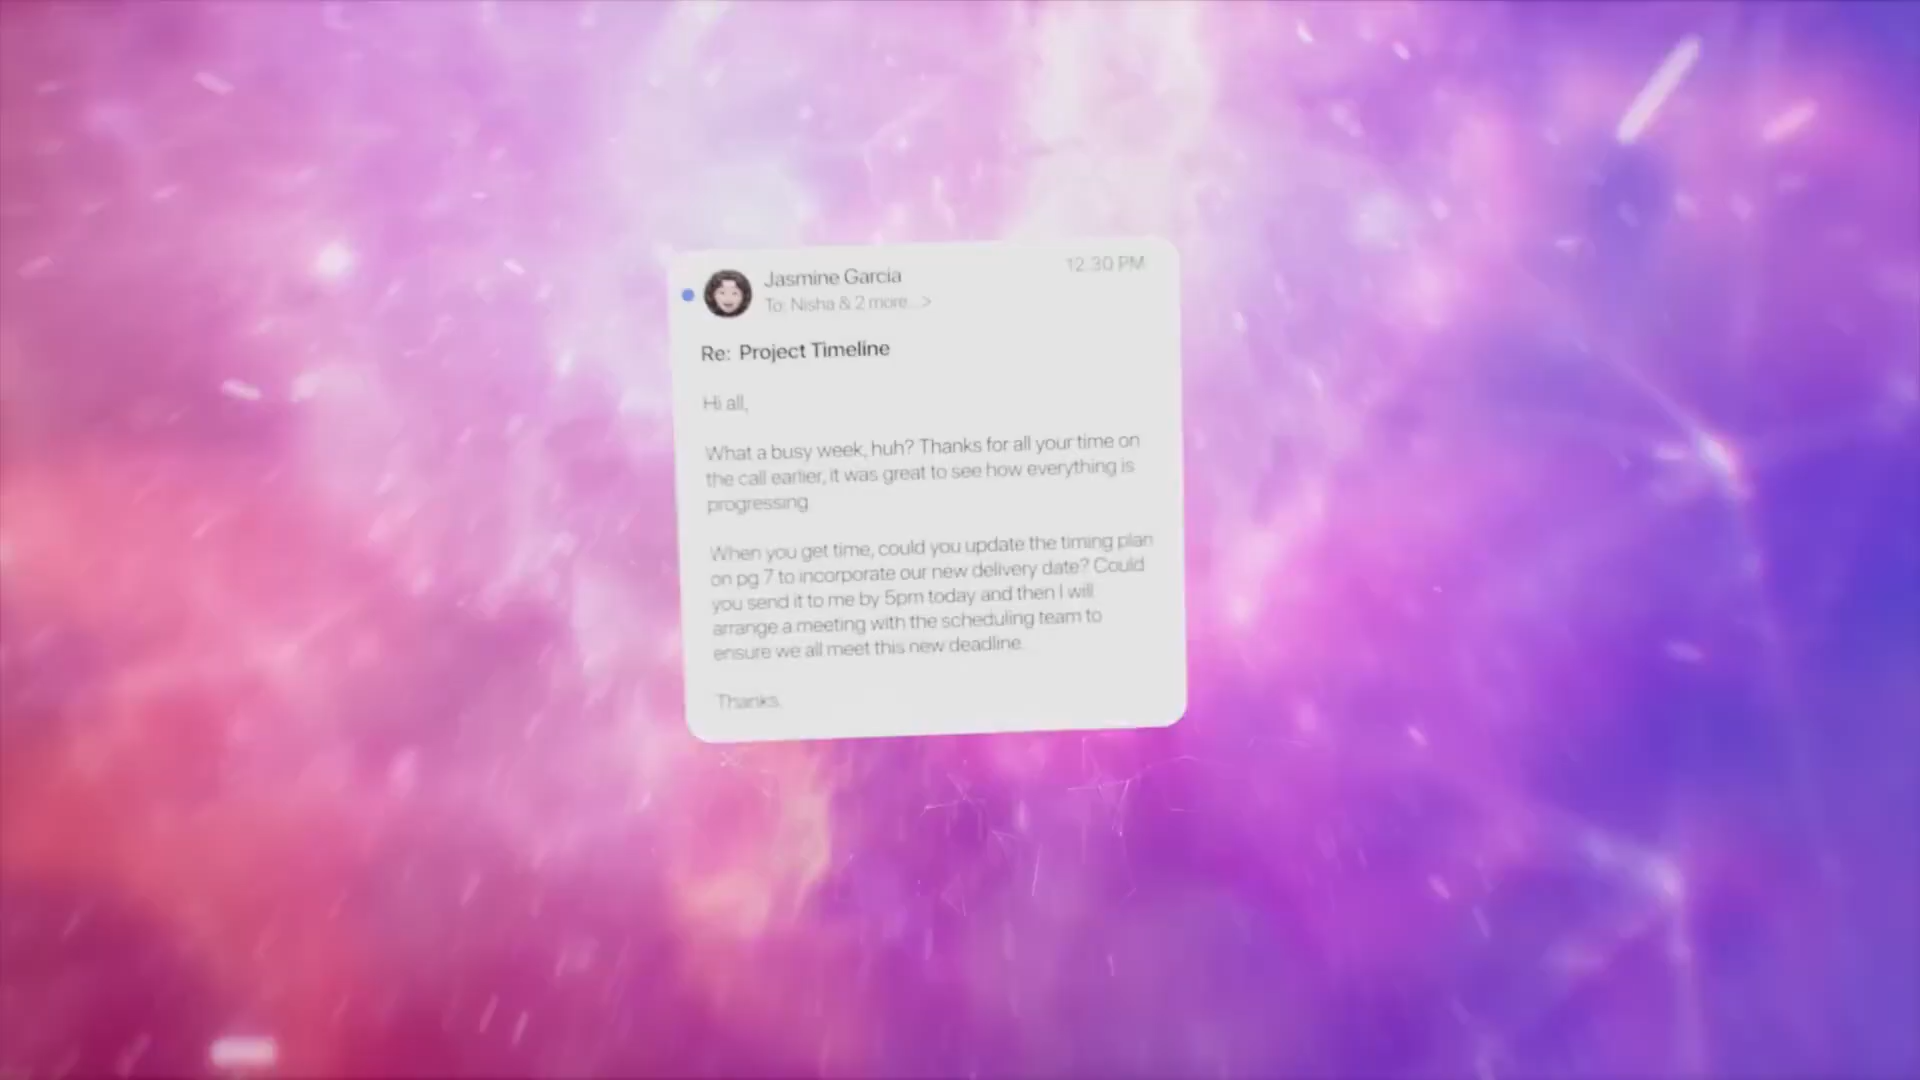 Jasmine Garcia
12.30 PM
To: Nisha & 2 more...>
Re: Project Timeline
Hi all,
What a busy week, huh? Thanks for all your time on
the call earlier, it was great to see how everything is
progressing.
When you get time, could you update the timing plan
on pg 7 to incorporate our new delivery date? Could
you send it to me by 5pm today and then I will
arrange a meeting with the scheduling team to
ensure we all meet this new deadline.
Thanks,